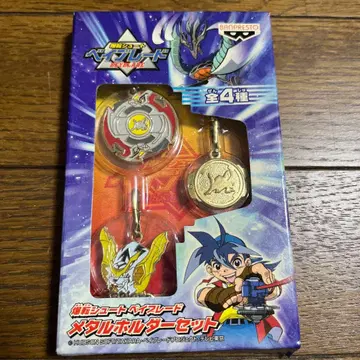 爆転シュート
ベイブレード
BANPRESTO
全4種
爆転シュート ベイブレード
メタルホルダーセット